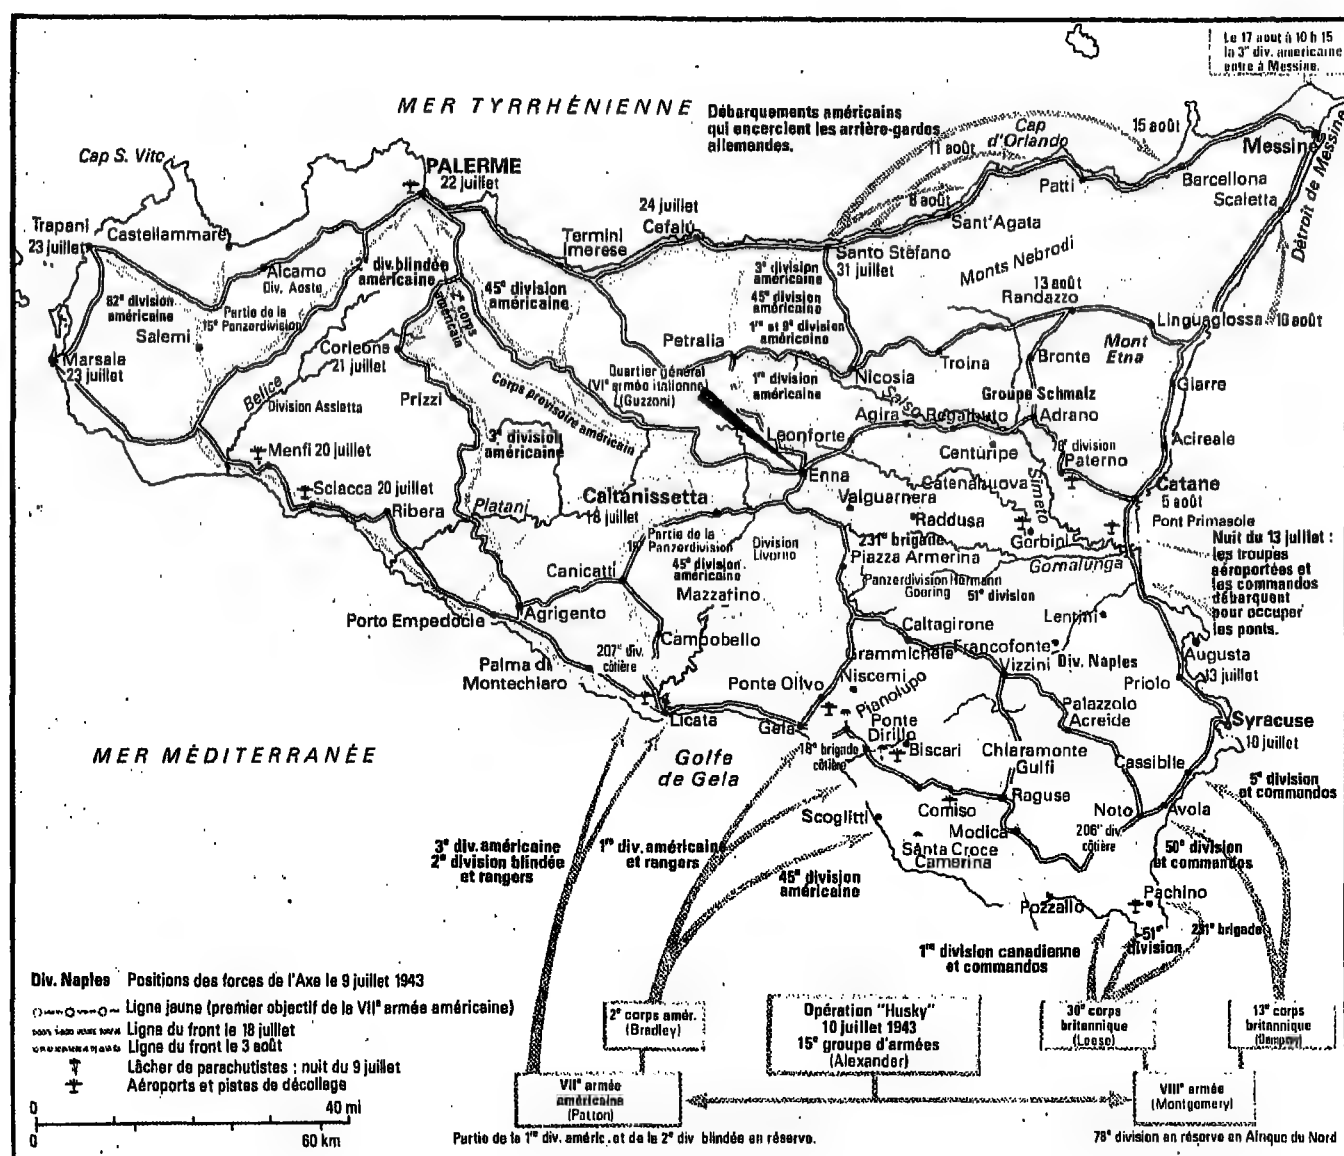 Le 17 août à 10 h 15
la 3e div. américaine
entre à Messine.
MER TYRRHÉNIENNE
Débarquements américains
qui encerclent les arrière-gardes
allemandes.
Cap
d'Orlando
15 août
11 août
8 août
Messine
Détroit de Messine
Cap S. Vito
PALERME
22 juillet
Patti
Barcellona
Scaletta
24 juillet
Cefalù
Sant'Agata
Trapani
23 juillet
Castellammare
Termini
Imerese
Santo Stefano
31 juillet
Monts Nebrodi
Alcamo
Div. Aosta
div. blindée
américaine
45e division
américaine
3e division
américaine
45e division
américaine
1re et 9e division
américaine
13 août
Randazzo
82e division
américaine
Partie de la
15e Panzerdivision
2e corps
américain
Linguaglossa
10 août
Salemi
Corleone
21 juillet
Petralia
Troina
Bronte
Mont
Etna
Marsala
23 juillet
Quartier général
(VIe armée italienne)
(Guzzoni)
1re division
américaine
Nicosia
Giarre
Belice
Division Assietta
Prizzi
Corps provisoire américain
Salso
Groupe Schmalz
Agira
Regalbuto
Adrano
3e division
américaine
Leonforte
Centuripe
78e division
Paterno
Acireale
Menfi 20 juillet
Enna
Catenanuova
Simeto
Catane
5 août
Sciacca 20 juillet
Ribera
Platani
Caltanissetta
18 juillet
Valguarnera
Raddusa
Gerbini
Pont Primasole
Partie de la
15e Panzerdivision
Division
Livorno
231e brigade
Piazza Armerina
Gornalunga
Nuit du 13 juillet :
les troupes
aéroportées et
les commandos
débarquent
pour occuper
les ponts.
Canicatti
45e division
américaine
Mazzarino
Panzerdivision Hermann
Goering
51e division
Porto Empedocle
Agrigento
Campobello
Caltagirone
Lentini
207e div.
côtière
Grammichele
Francofonte
Vizzini
Div. Naples
Augusta
13 juillet
Palma di
Montechiaro
Ponte Olivo
Niscemi
Priolo
Licata
Gela
Pianolupo
Ponte
Dirillo
Palazzolo
Acreide
Syracuse
10 juillet
MER MÉDITERRANÉE
Golfe
de Gela
18e brigade
côtière
Biscari
Chiaramonte
Gulfi
Cassibile
Comiso
Raguse
Noto
Avola
5e division
et commandos
Scoglitti
Modica
206e div.
côtière
Santa Croce
Camerina
3e div. américaine
2e division blindée
et rangers
1re div. américaine
et rangers
45e division
américaine
50e division
et commandos
Pozzallo
Pachino
231e brigade
51e
division
1re division canadienne
et commandos
Div. Naples Positions des forces de l'Axe le 9 juillet 1943
Ligne jaune (premier objectif de la VIIe armée américaine)
Ligne du front le 18 juillet
Ligne du front le 3 août
Lâcher de parachutistes : nuit du 9 juillet
Aéroports et pistes de décollage
0 40 mi
0 60 km
2e corps amér.
(Bradley)
Opération "Husky"
10 juillet 1943
15e groupe d'armées
(Alexander)
30e corps
britannique
(Leese)
13e corps
britannique
(Dempsey)
VIIe armée
américaine
(Patton)
VIIIe armée
(Montgomery)
Partie de la 1re div. améric. et de la 2e div blindée en réserve.
78e division en réserve en Afrique du Nord